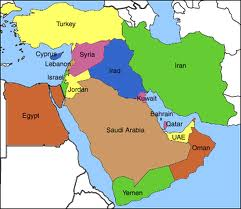 Turkey
Cyprus
Syria
Lebanon
Iraq
Iran
Israel
Jordan
Kuwait
Egypt
Bahrain
Saudi Arabia
Qatar
UAE
Oman
Yemen